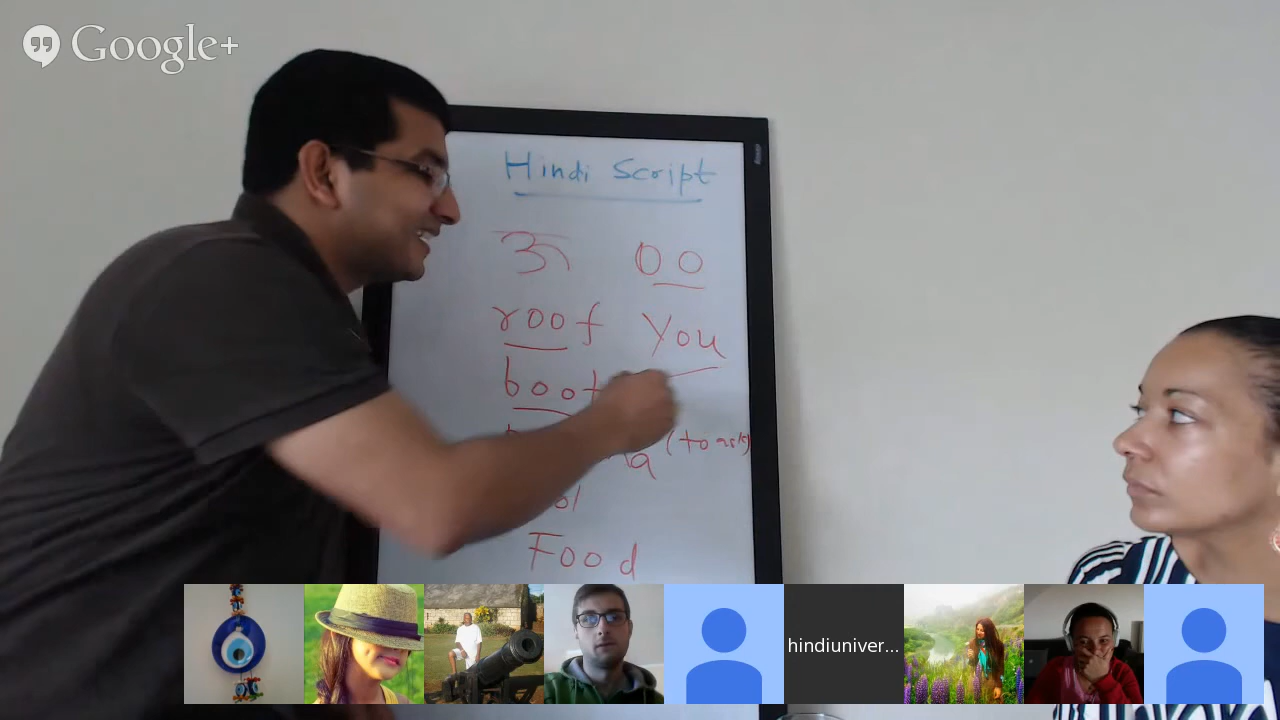 Google+
Hindi Script
ऊ oo
roof You
boot
(to ask)
Food
hindiuniver...